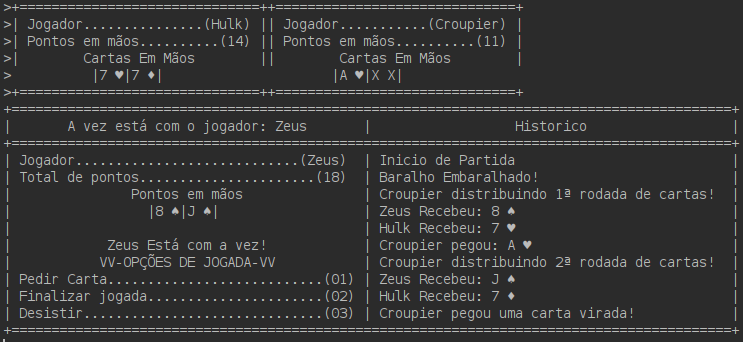 >+==============================++==============================+
>| Jogador...............(Hulk) || Jogador...........(Croupier) |
>| Pontos em mãos..........(14) || Pontos em mãos..........(11) |
>|        Cartas Em Mãos        ||        Cartas Em Mãos        |
>          |7 ♥|7 ♦|                     |A ♥|X X|
>+==============================++==============================+
+=========================================================================================+
|       A vez está com o jogador: Zeus       |                  Historico                  |
+=========================================================================================+
| Jogador............................(Zeus)  | Inicio de Partida                           |
| Total de pontos......................(18)  | Baralho Embaralhado!                        |
|               Pontos em mãos               | Croupier distribuindo 1ª rodada de cartas!  |
|                 |8 ♠|J ♠|                  | Zeus Recebeu: 8 ♠                           |
|                                            | Hulk Recebeu: 7 ♥                           |
|            Zeus Está com a vez!            | Croupier pegou: A ♥                         |
|           VV-OPÇÕES DE JOGADA-VV           | Croupier distribuindo 2ª rodada de cartas!  |
| Pedir Carta...........................(01) | Zeus Recebeu: J ♠                           |
| Finalizar jogada......................(02) | Hulk Recebeu: 7 ♦                           |
| Desistir..............................(03) | Croupier pegou uma carta virada!            |
+=========================================================================================+